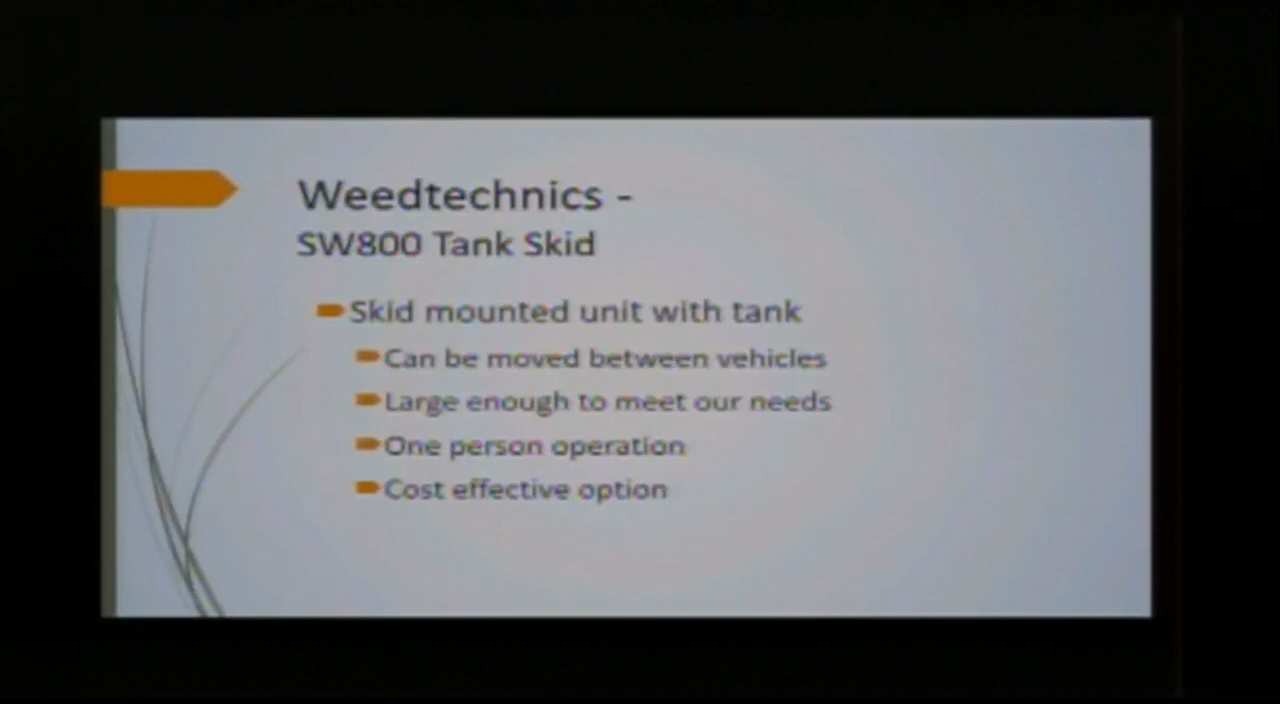 Weedtechnics -
SW800 Tank Skid
Skid mounted unit with tank
Can be moved between vehicles
Large enough to meet our needs
One person operation
Cost effective option